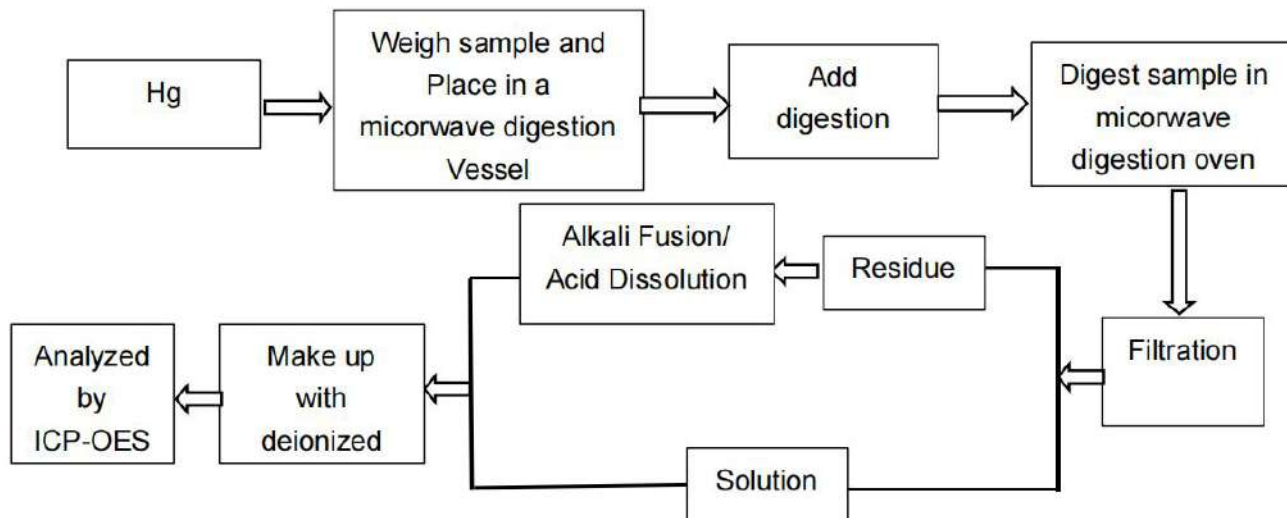 Hg
Weigh sample and
Place in a
micorwave digestion
Vessel
Add
digestion
Digest sample in
micorwave
digestion oven
Filtration
Residue
Alkali Fusion/
Acid Dissolution
Solution
Make up
with
deionized
Analyzed
by
ICP-OES